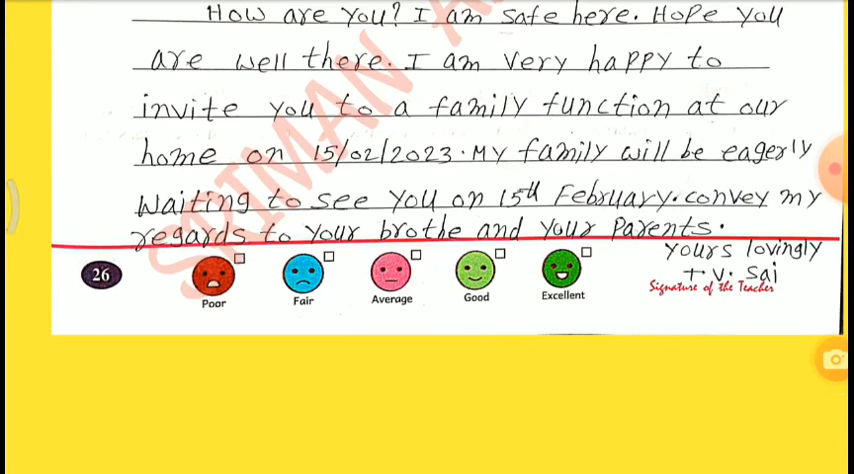 How are you? I am safe here. Hope you
are well there. I am very happy to
invite you to a family function at our
home on 15/02/2023. My family will be eagerly
waiting to see you on 15th February. convey my
regards to your brothe and your parents.
yours lovingly
T. V. Sai
Signature of the Teacher
26
Poor
Fair
Average
Good
Excellent